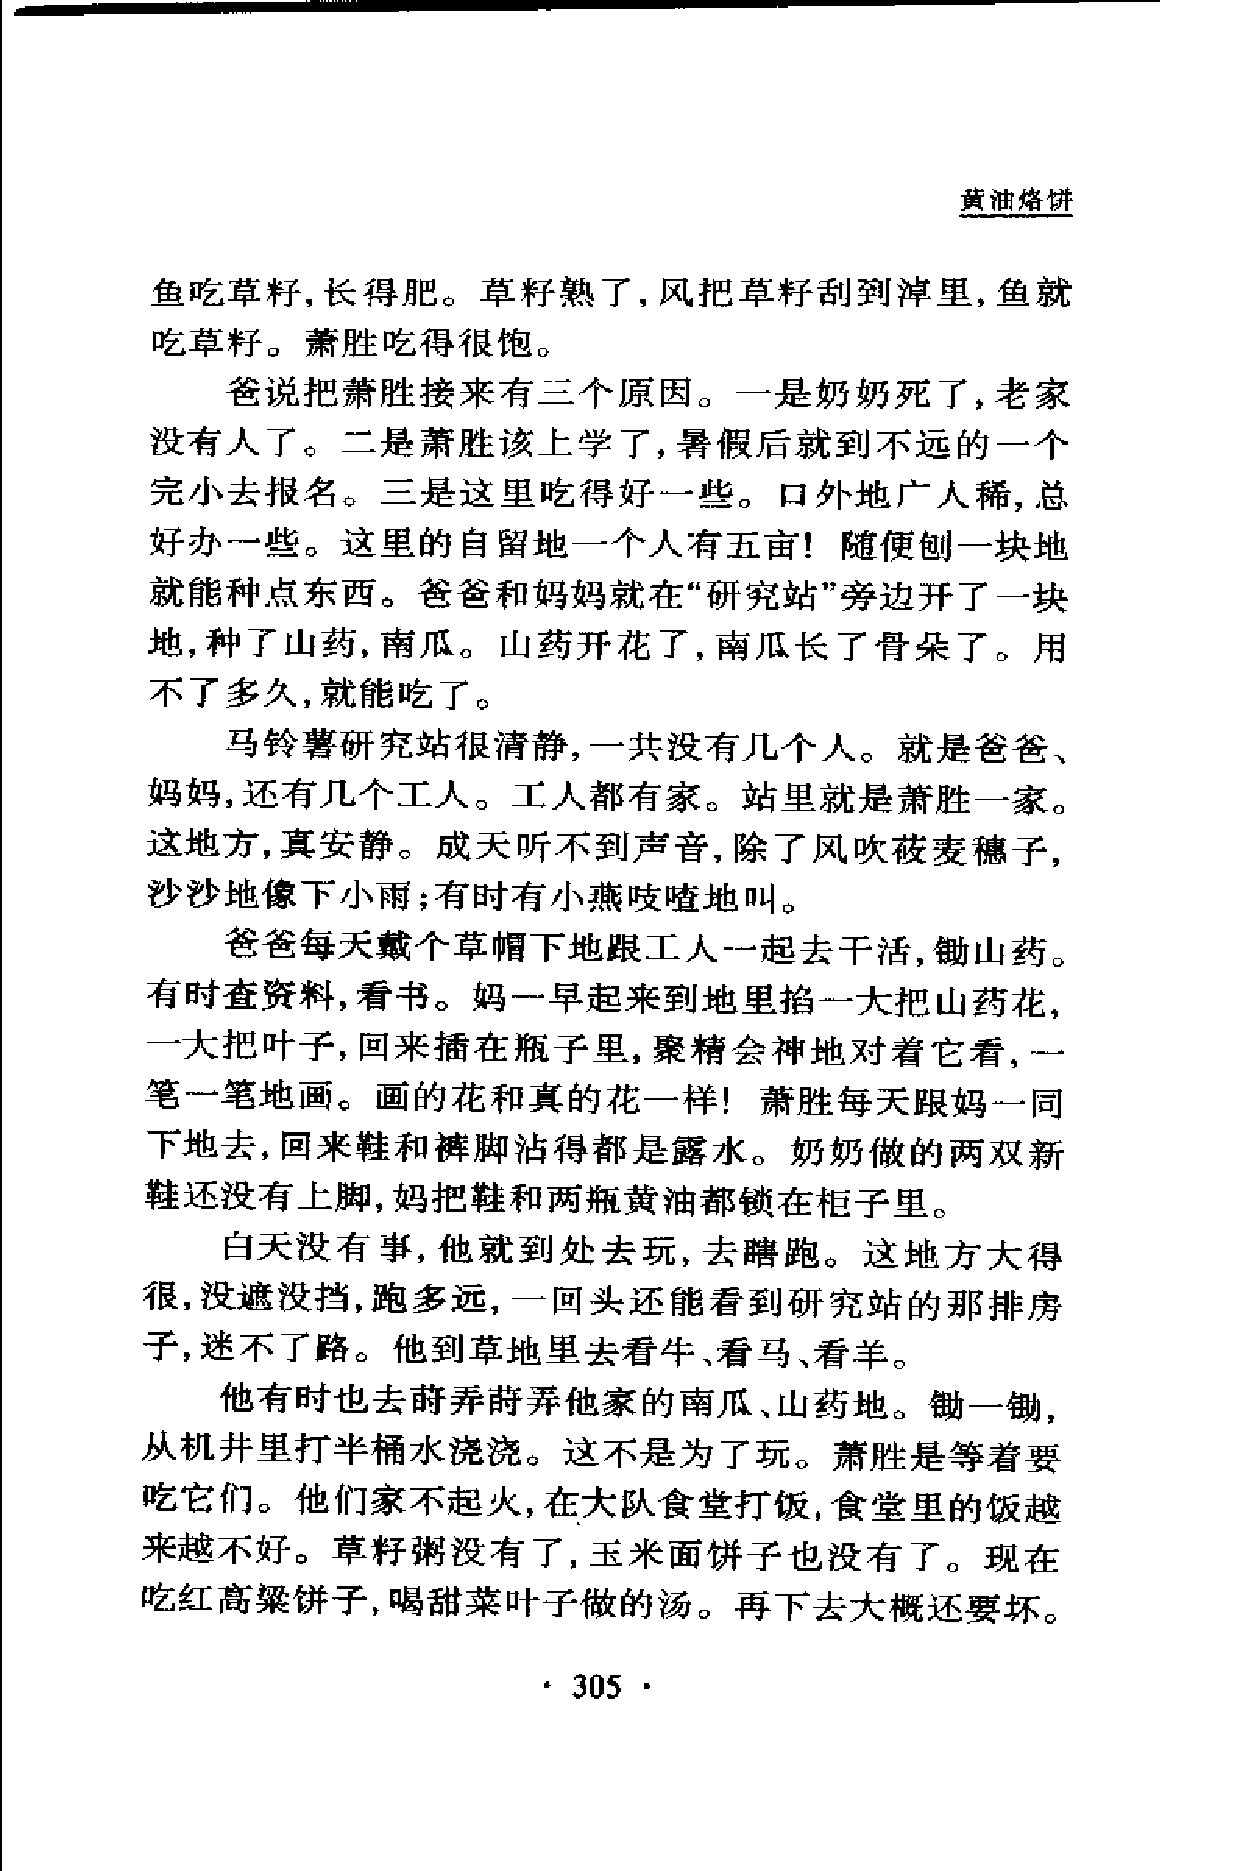 黄油烙饼
鱼吃草籽,长得肥。草籽熟了,风把草籽刮到淖里,鱼就
吃草籽。萧胜吃得很饱。
爸说把萧胜接来有三个原因。一是奶奶死了,老家
没有人了。二是萧胜该上学了,暑假后就到不远的一个
完小去报名。三是这里吃得好一些。口外地广人稀,总
好办一些。这里的自留地一个人有五亩!随便刨一块地
就能种点东西。爸爸和妈妈就在“研究站”旁边开了一块
地,种了山药,南瓜。山药开花了,南瓜长了骨朵了。用
不了多久,就能吃了。
马铃薯研究站很清静,一共没有几个人。就是爸爸、
妈妈,还有几个工人。工人都有家。站里就是萧胜一家。
这地方,真安静。成天听不到声音,除了风吹莜麦穗子,
沙沙地像下小雨;有时有小燕吱喳地叫。
爸爸每天戴个草帽下地跟工人一起去干活,锄山药。
有时查资料,看书。妈一早起来到地里掐一大把山药花,
一大把叶子,回来插在瓶子里,聚精会神地对着它看,一
笔一笔地画。画的花和真的花一样!萧胜每天跟妈一同
下地去,回来鞋和裤脚沾得都是露水。奶奶做的两双新
鞋还没有上脚,妈把鞋和两瓶黄油都锁在柜子里。
白天没有事,他就到处去玩,去瞎跑。这地方大得
很,没遮没挡,跑多远,一回头还能看到研究站的那排房
子,迷不了路。他到草地里去看牛、看马、看羊。
他有时也去莳弄莳弄他家的南瓜、山药地。锄一锄,
从机井里打半桶水浇浇。这不是为了玩。萧胜是等着要
吃它们。他们家不起火,在大队食堂打饭,食堂里的饭越
来越不好。草籽粥没有了,玉米面饼子也没有了。现在
吃红高粱饼子,喝甜菜叶子做的汤。再下去大概还要坏。
· 305 ·